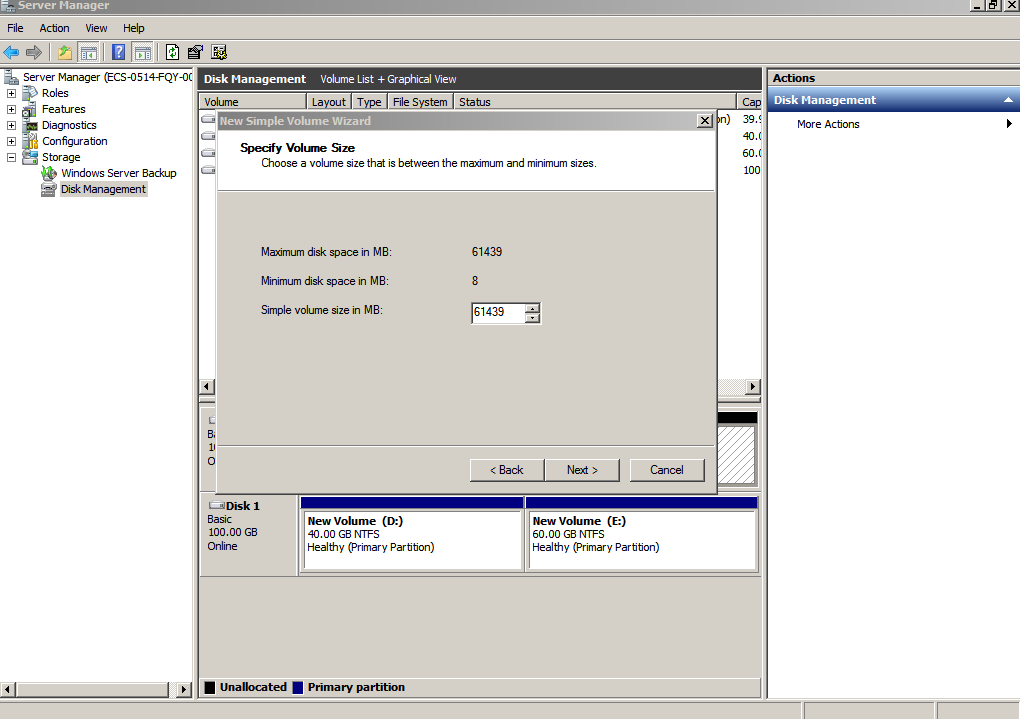 Server Manager
File Action View Help
Server Manager (ECS-0514-FQY-00
Roles
Features
Diagnostics
Configuration
Storage
Windows Server Backup
Disk Management
Disk Management Volume List + Graphical View
Volume Layout Type File System Status Cap
on) 39.9
40.0
60.0
100
New Simple Volume Wizard
Specify Volume Size
Choose a volume size that is between the maximum and minimum sizes.
Maximum disk space in MB: 61439
Minimum disk space in MB: 8
Simple volume size in MB: 61439
< Back Next > Cancel
Ba
10
O
Disk 1
Basic
100.00 GB
Online
New Volume (D:)
40.00 GB NTFS
Healthy (Primary Partition)
New Volume (E:)
60.00 GB NTFS
Healthy (Primary Partition)
Unallocated Primary partition
Actions
Disk Management
More Actions